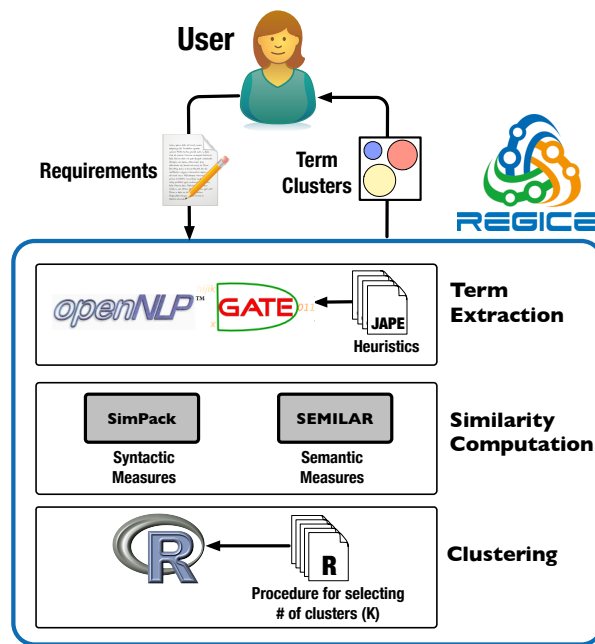 User
Requirements
Term
Clusters
REGICE
openNLP™
GATE
011
x
JAPE
Heuristics
Term
Extraction
SimPack
SEMILAR
Syntactic
Measures
Semantic
Measures
Similarity
Computation
R
R
Procedure for selecting
# of clusters (K)
Clustering